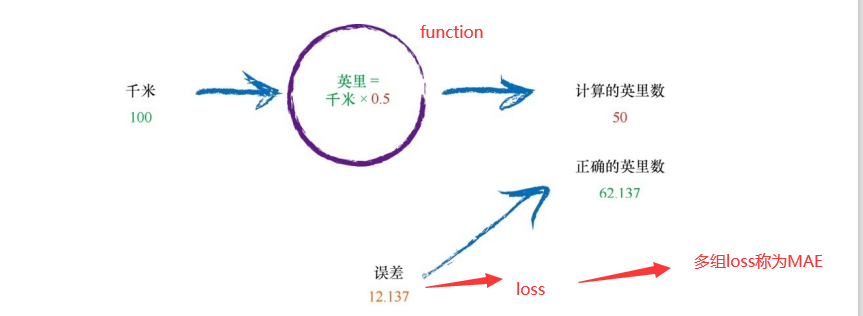 function
千米
100
英里 =
千米 × 0.5
计算的英里数
50
正确的英里数
62.137
误差
12.137
loss
多组loss称为MAE